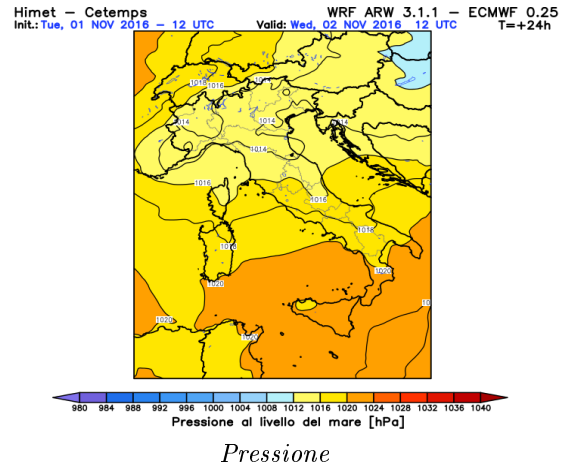 Himet – Cetemps WRF ARW 3.1.1 – ECMWF 0.25
Init.: Tue, 01 NOV 2016 – 12 UTC Valid: Wed, 02 NOV 2016 12 UTC T=+24h
1014
1018 1016
1014 1014 1014
1014
1016
1016
1018
1018
1020
1020
1020
980 984 988 992 996 1000 1004 1008 1012 1016 1020 1024 1028 1032 1036 1040
Pressione al livello del mare [hPa]
Pressione